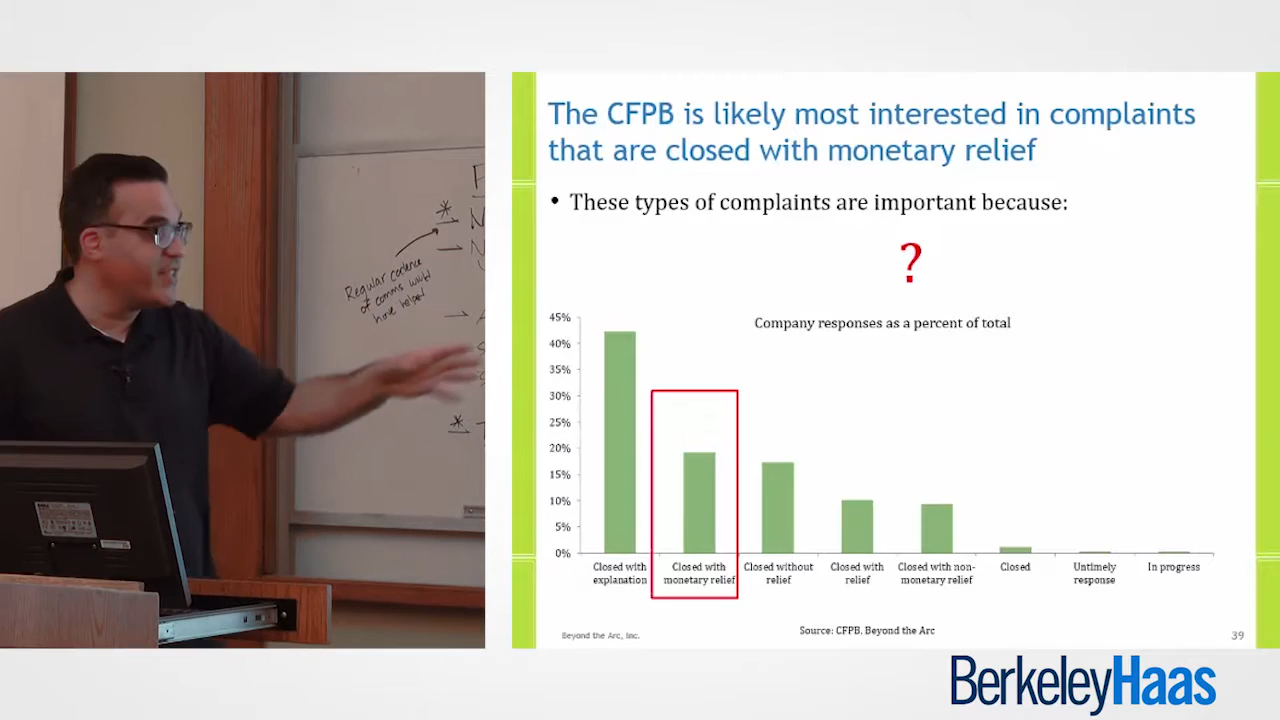 The CFPB is likely most interested in complaints
that are closed with monetary relief
• These types of complaints are important because:
?
Company responses as a percent of total
45%
40%
35%
30%
25%
20%
15%
10%
5%
0%
Closed with
explanation
Closed with
monetary relief
Closed without
relief
Closed with
relief
Closed with non-
monetary relief
Closed
Untimely
response
In progress
Beyond the Arc, Inc.
Source: CFPB. Beyond the Arc
39
Regular cadence
of comms would
have helped
DELL
BerkeleyHaas